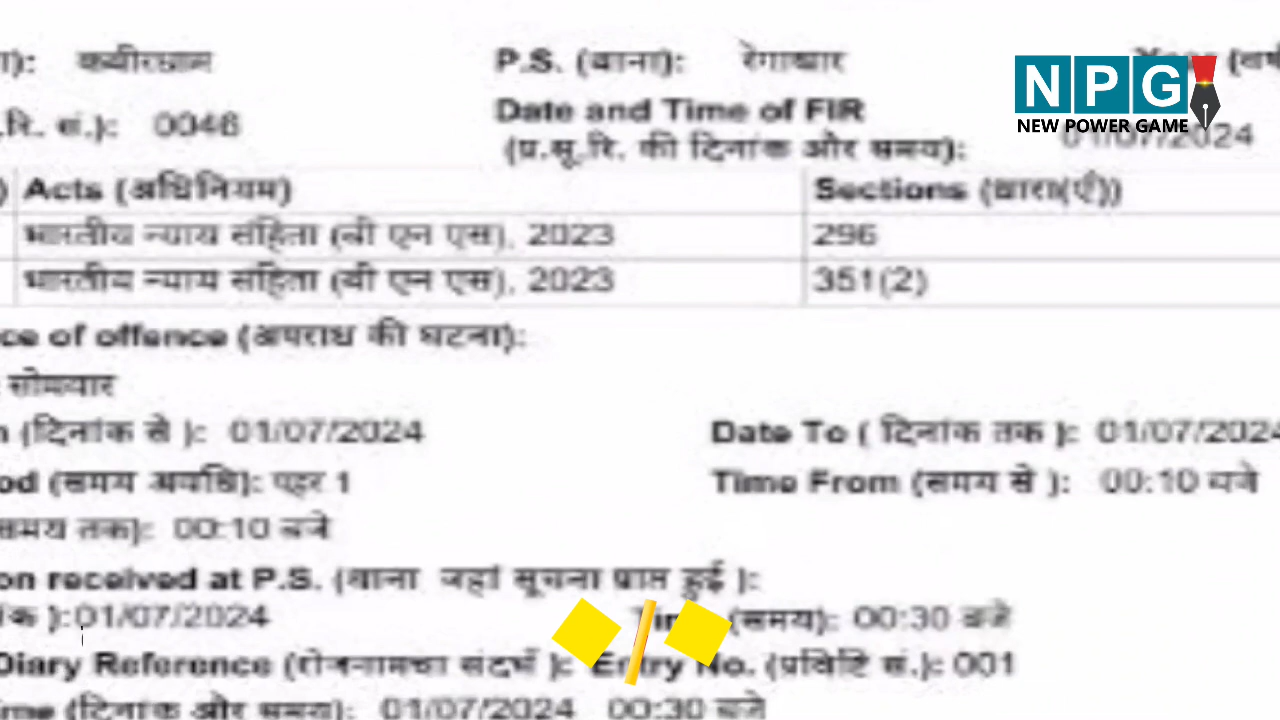 ा): कबीरधाम P.S. (थाना): रेंगाखार Year (वर्ष
NPG
NEW POWER GAME
.रि. सं.): 0046 Date and Time of FIR
(प्र.सू.रि. की दिनांक और समय): 01/07/2024
) Acts (अधिनियम) Sections (धारा(एँ))
भारतीय न्याय संहिता (बी एन एस), 2023 296
भारतीय न्याय संहिता (बी एन एस), 2023 351(2)
ce of offence (अपराध की घटना):
सोमवार
n (दिनांक से ): 01/07/2024 Date To ( दिनांक तक ): 01/07/2024
od (समय अवधि): पहर 1 Time From (समय से ): 00:10 बजे
समय तक): 00:10 बजे
on received at P.S. (थाना जहां सूचना प्राप्त हुई ):
ंक ):01/07/2024 (समय): 00:30 बजे
Diary Reference (रोजनामचा संदर्भ ): Entry No. (प्रविष्टि सं.): 001
ime (दिनांक और समय): 01/07/2024 00:30 बजे